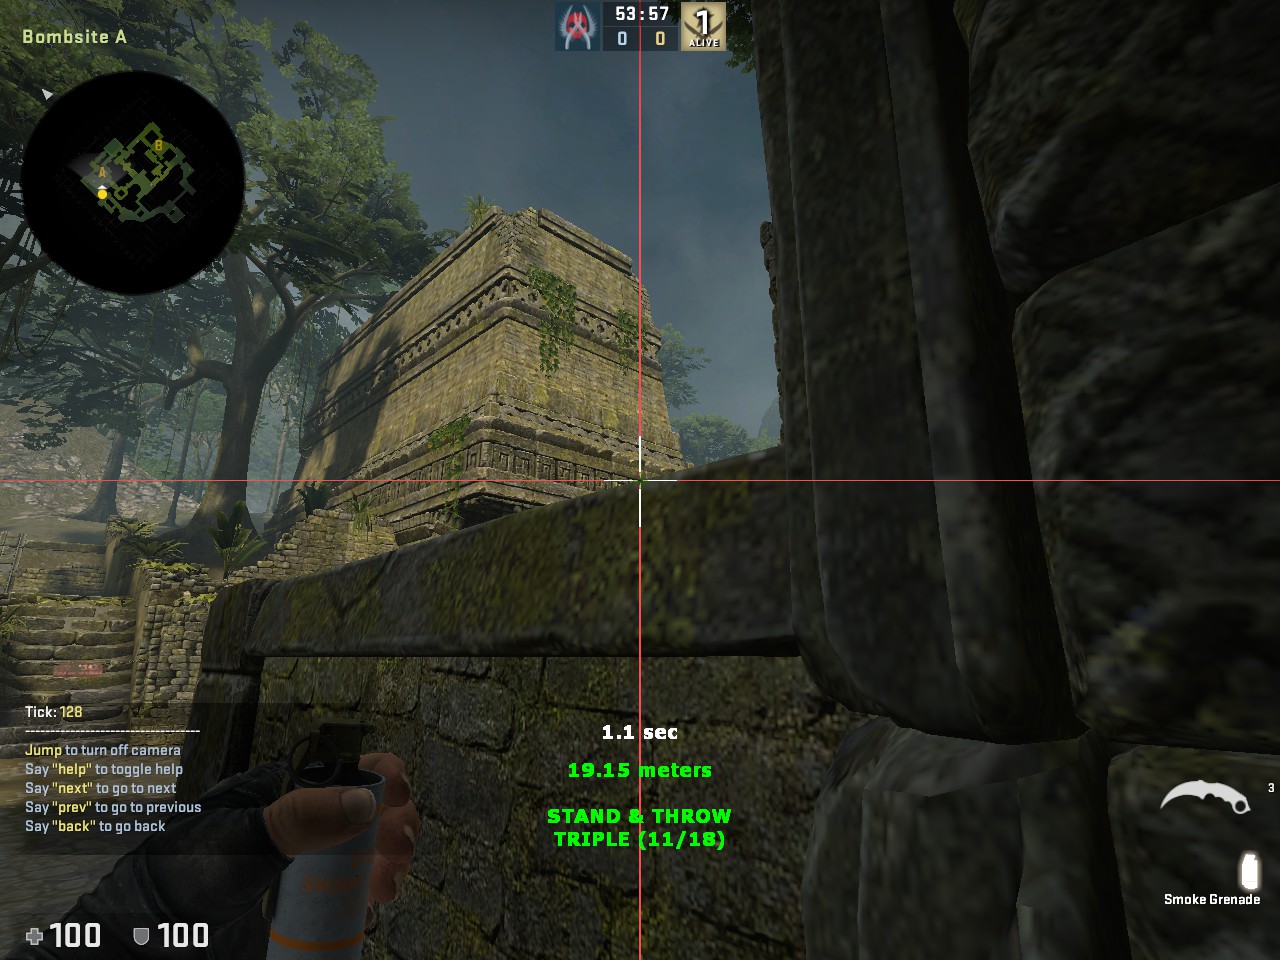 Bombsite A
53:57
0 0
1
ALIVE
B
A
Tick: 128
-----------------------------------
Jump to turn off camera
Say "help" to toggle help
Say "next" to go to next
Say "prev" to go to previous
Say "back" to go back
1.1 sec
19.15 meters
STAND & THROW
TRIPLE (11/18)
3
Smoke Grenade
100 100